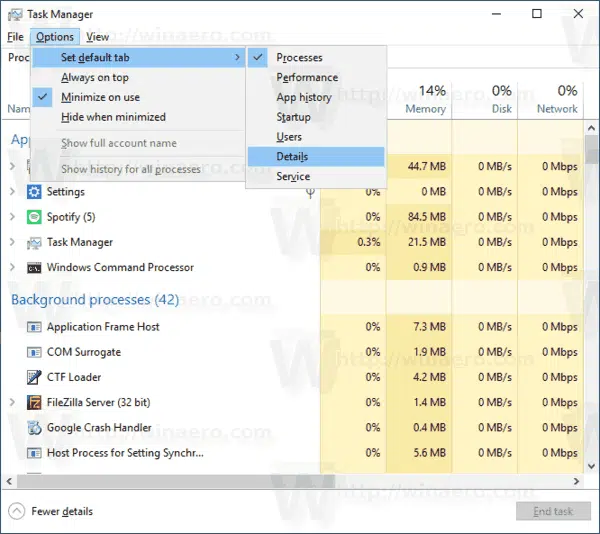 Task Manager
File Options View
Set default tab
Always on top
Minimize on use
Hide when minimized
Show full account name
Show history for all processes
Processes
Performance
App history
Startup
Users
Details
Service
Proc
14% 0% 0%
Nam Memory Disk Network
Ap
44.7 MB 0 MB/s 0 Mbps
Settings 0% 0 MB 0 MB/s 0 Mbps
Spotify (5) 0% 84.5 MB 0 MB/s 0 Mbps
Task Manager 0.3% 21.5 MB 0 MB/s 0 Mbps
Windows Command Processor 0% 0.9 MB 0 MB/s 0 Mbps
Background processes (42)
Application Frame Host 0% 7.3 MB 0 MB/s 0 Mbps
COM Surrogate 0% 1.9 MB 0 MB/s 0 Mbps
CTF Loader 0% 4.2 MB 0 MB/s 0 Mbps
FileZilla Server (32 bit) 0% 1.4 MB 0 MB/s 0 Mbps
Google Crash Handler 0% 0.4 MB 0 MB/s 0 Mbps
Host Process for Setting Synchr... 0% 5.6 MB 0 MB/s 0 Mbps
Fewer details End task
http://winaero.com